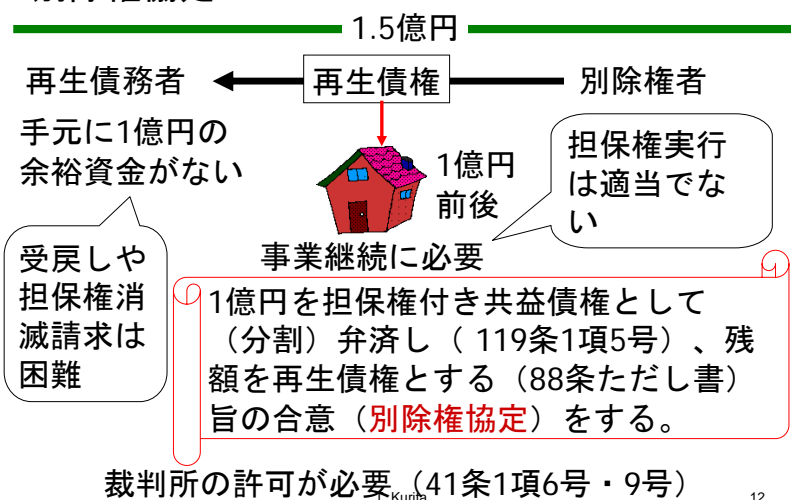 1.5億円
再生債務者
再生債権
別除権者
手元に1億円の
余裕資金がない
1億円
前後
担保権実行
は適当でな
い
事業継続に必要
受戻しや
担保権消
滅請求は
困難
1億円を担保権付き共益債権として
（分割）弁済し（ 119条1項5号）、残
額を再生債権とする（88条ただし書）
旨の合意（別除権協定）をする。
裁判所の許可が必要（41条1項6号・9号）
Kurita
12